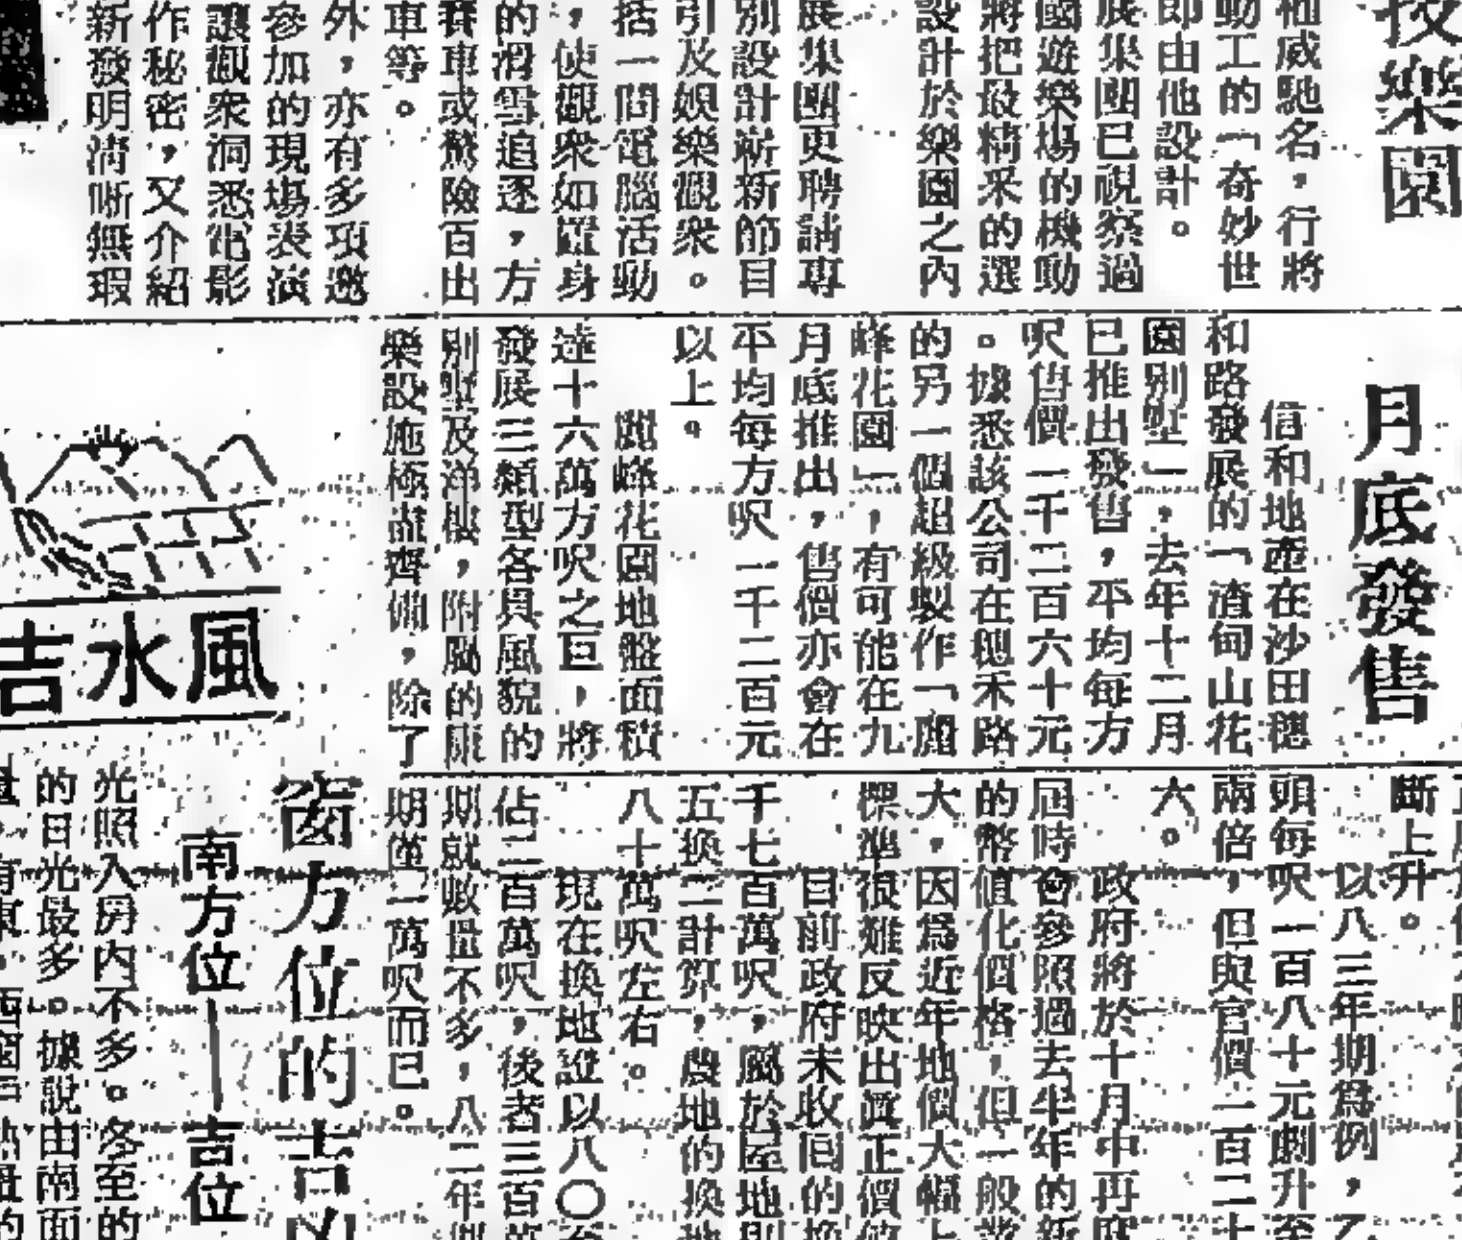 技樂園
馳名，行將
動工的「奇妙世
即由他設計。
展集團已視察過
國遊樂場的機動
將把最精采的選
設計於樂園之內
展集團更聘請專
別設計嶄新節目
引及娛樂觀衆。
括一間電腦活動
，使觀衆如置身
的滑雪追逐，方
賽車或驚險百出
車等。
外，亦有多項邀
參加的現場表演
讓觀衆洞悉電影
作秘密，又介紹
新發明清晰無瑕
月底發售
信和地產在沙田穗
和路發展的「渣甸山花
園別墅」，去年十二月
已推出發售，平均每方
呎售價一千二百六十元
。據悉該公司在穗禾路
的另一個超級製作「麗
峰花園」，有可能在九
月底推出，售價亦會在
平均每方呎一千二百元
以上。
麗峰花園地盤面積
達十六萬方呎之巨，將
發展三類型各具風貌的
別墅及洋樓，附屬的康
樂設施極盡齊備，除了
風水吉
斷上升。
以八三年期爲例，乙
頭每呎一百八十元劇升至
兩倍，但與官價二百二十
六。
政府將於十月中再
屆時會參照過去半年的新
的幣值化價格，但一般業
大，因爲近年地價大幅上
標準很難反映出眞正價值
目前政府未收回的換
千七百萬呎，屬於屋地則
五換二計算，農地的換地
八十萬呎左右。
現在換地證以八〇至
佔二百萬呎，後者三百萬
期就數量不多，八二年
期僅一萬呎而已。
窗方位的吉凶
南方位——吉位
光照入房内不多。冬至的
的日光最多。據說由南面